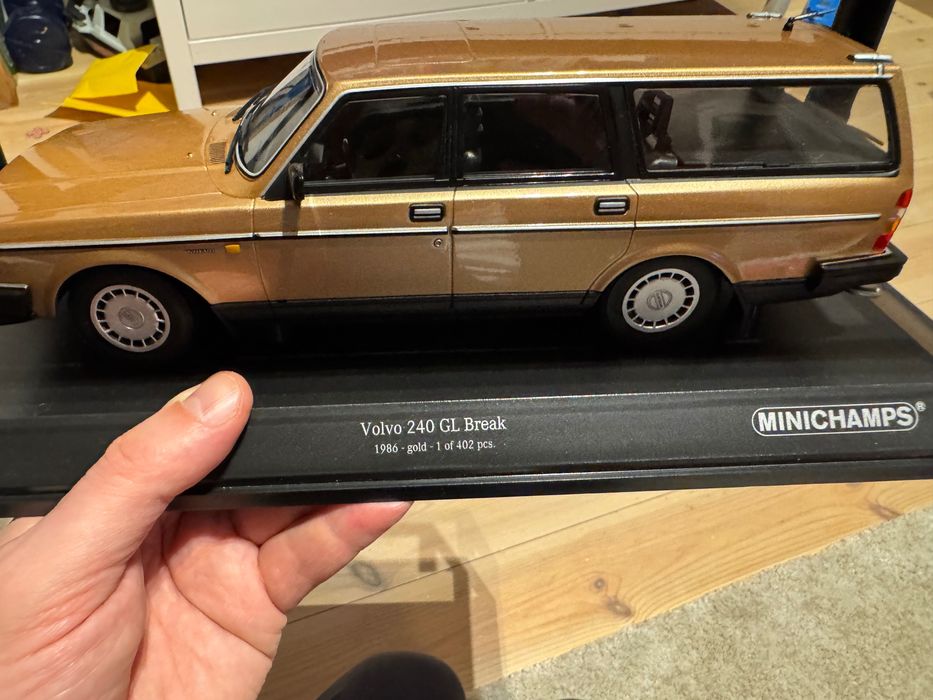 Volvo 240 GL Break
1986 - gold - 1 of 402 pcs.
MINICHAMPS®